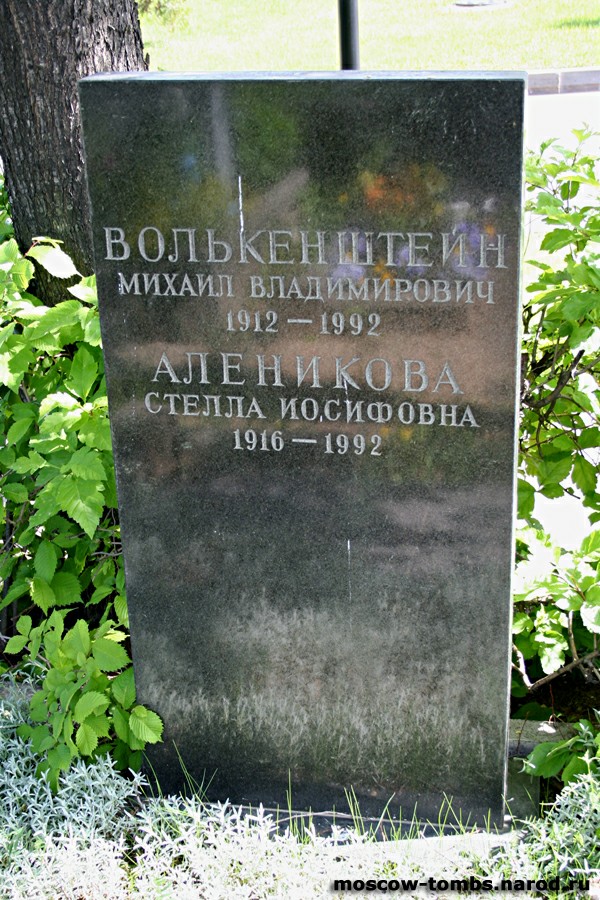 ВОЛЬКЕНШТЕЙН
МИХАИЛ ВЛАДИМИРОВИЧ
1912 — 1992
АЛЕНИКОВА
СТЕЛЛА ИОСИФОВНА
1916 — 1992
moscow-tombs.narod.ru